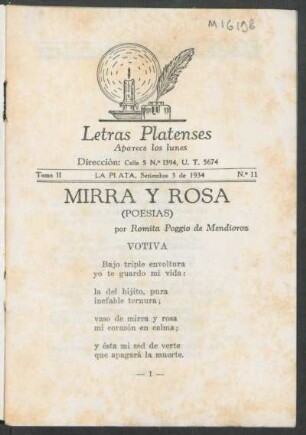 M16198
Letras Platenses
Aparece los lunes
Dirección: Calle 5 N.º 1394, U. T. 5674
Tomo II LA PLATA, Setiembre 3 de 1934 N.º 11
MIRRA Y ROSA
(POESIAS)
por Romita Poggio de Mendioroz
VOTIVA
Bajo triple envoltura
yo te guardo mi vida:
la del hijito, pura
inefable ternura;
vaso de mirra y rosa
mi corazón en calma;
y ésta mi sed de verte
que apagará la muerte.
— 1 —